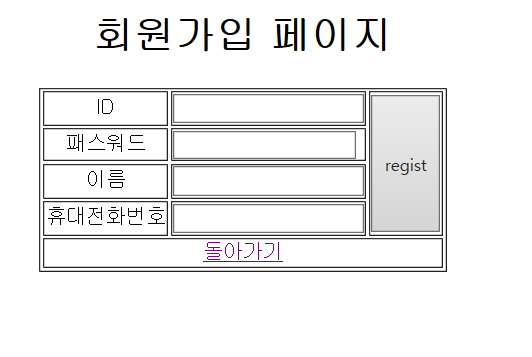 회원가입 페이지
ID
패스워드
이름
휴대전화번호
regist
돌아가기